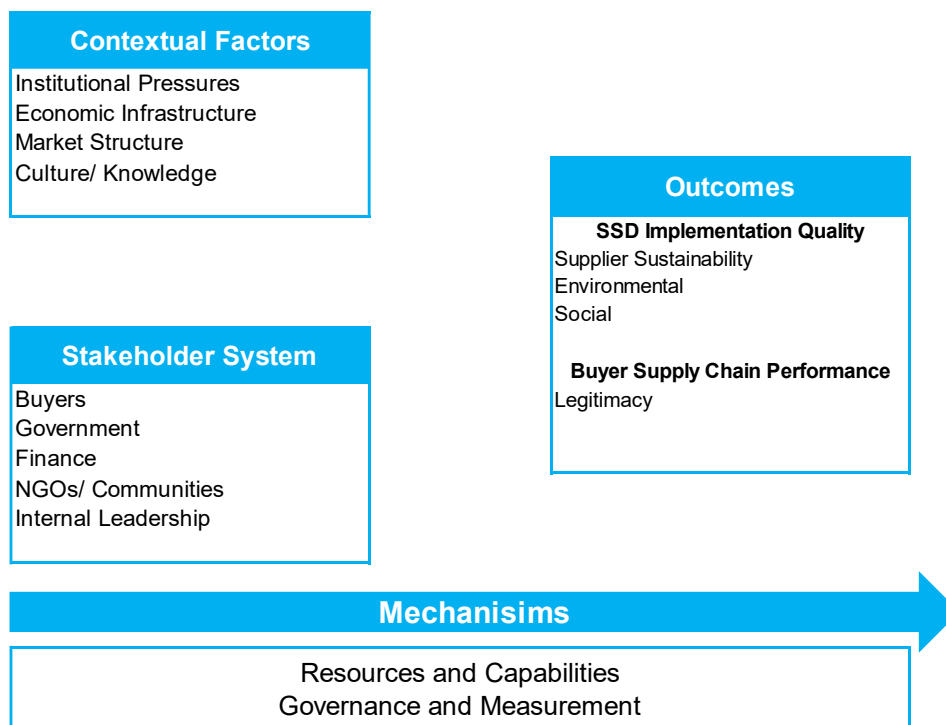 Contextual Factors
Institutional Pressures
Economic Infrastructure
Market Structure
Culture/ Knowledge
Outcomes
SSD Implementation Quality
Supplier Sustainability
Environmental
Social
Buyer Supply Chain Performance
Legitimacy
Stakeholder System
Buyers
Government
Finance
NGOs/ Communities
Internal Leadership
Mechanisims
Resources and Capabilities
Governance and Measurement